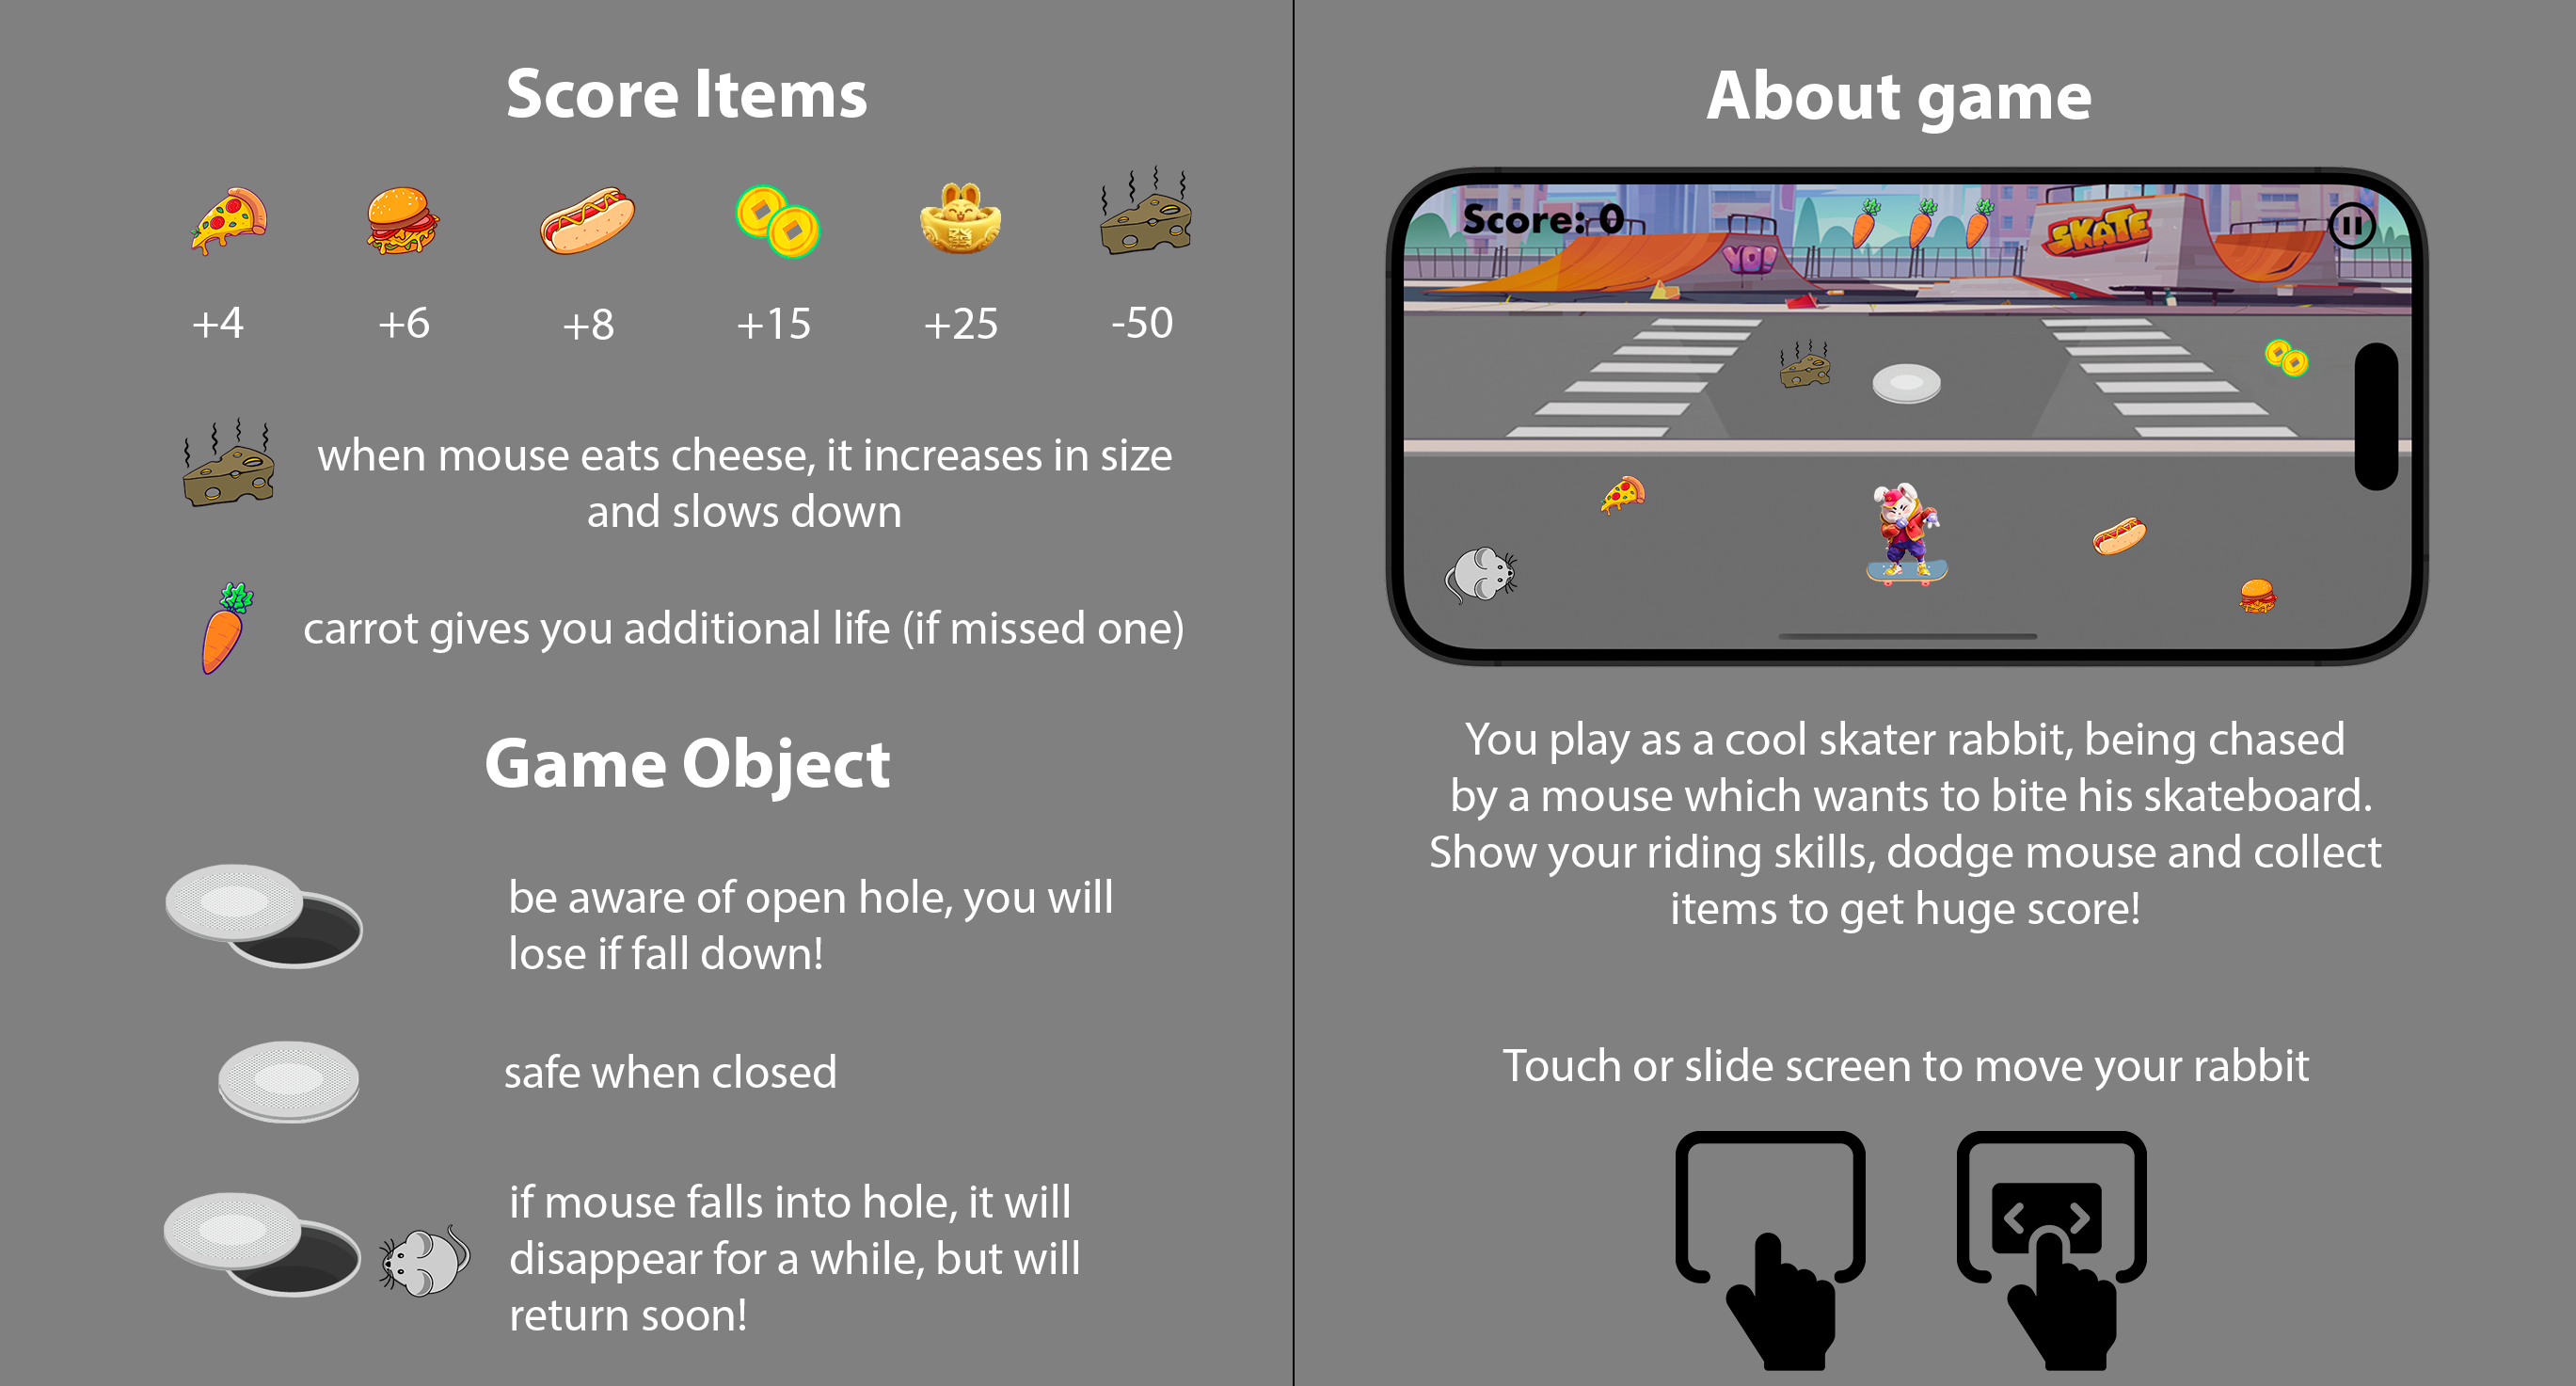 Score Items
+4
+6
+8
+15
+25
-50
when mouse eats cheese, it increases in size
and slows down
carrot gives you additional life (if missed one)
Game Object
be aware of open hole, you will
lose if fall down!
safe when closed
if mouse falls into hole, it will
disappear for a while, but will
return soon!
About game
Score: 0
YO!
SKATE
You play as a cool skater rabbit, being chased
by a mouse which wants to bite his skateboard.
Show your riding skills, dodge mouse and collect
items to get huge score!
Touch or slide screen to move your rabbit